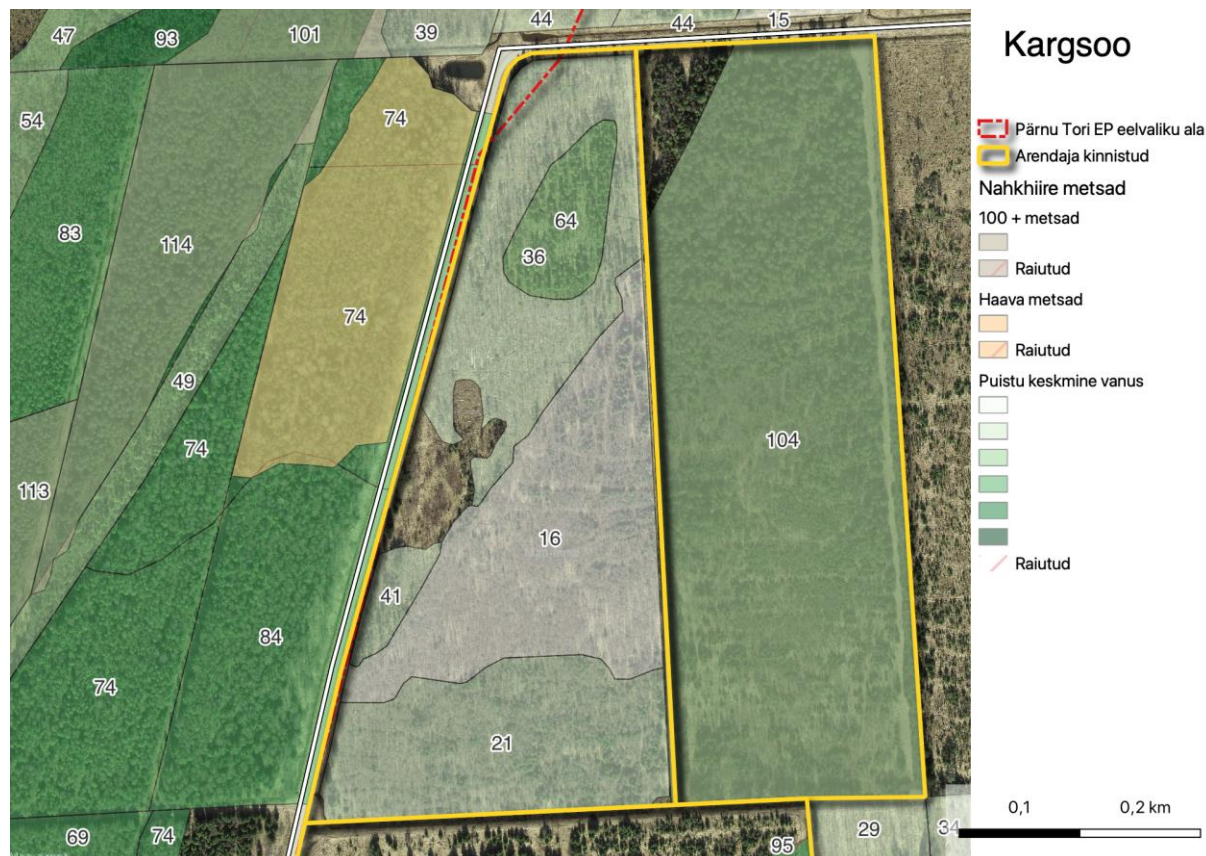 47
93
101
39
44
44
15
Kargsoo
54
74
83
114
64
36
74
49
74
104
113
16
41
84
74
21
69
74
95
29
34
Pärnu Tori EP eelvaliku ala
Arendaja kinnistud
Nahkhiire metsad
100 + metsad
Raiutud
Haava metsad
Raiutud
Puistu keskmine vanus
Raiutud
0,1 0,2 km